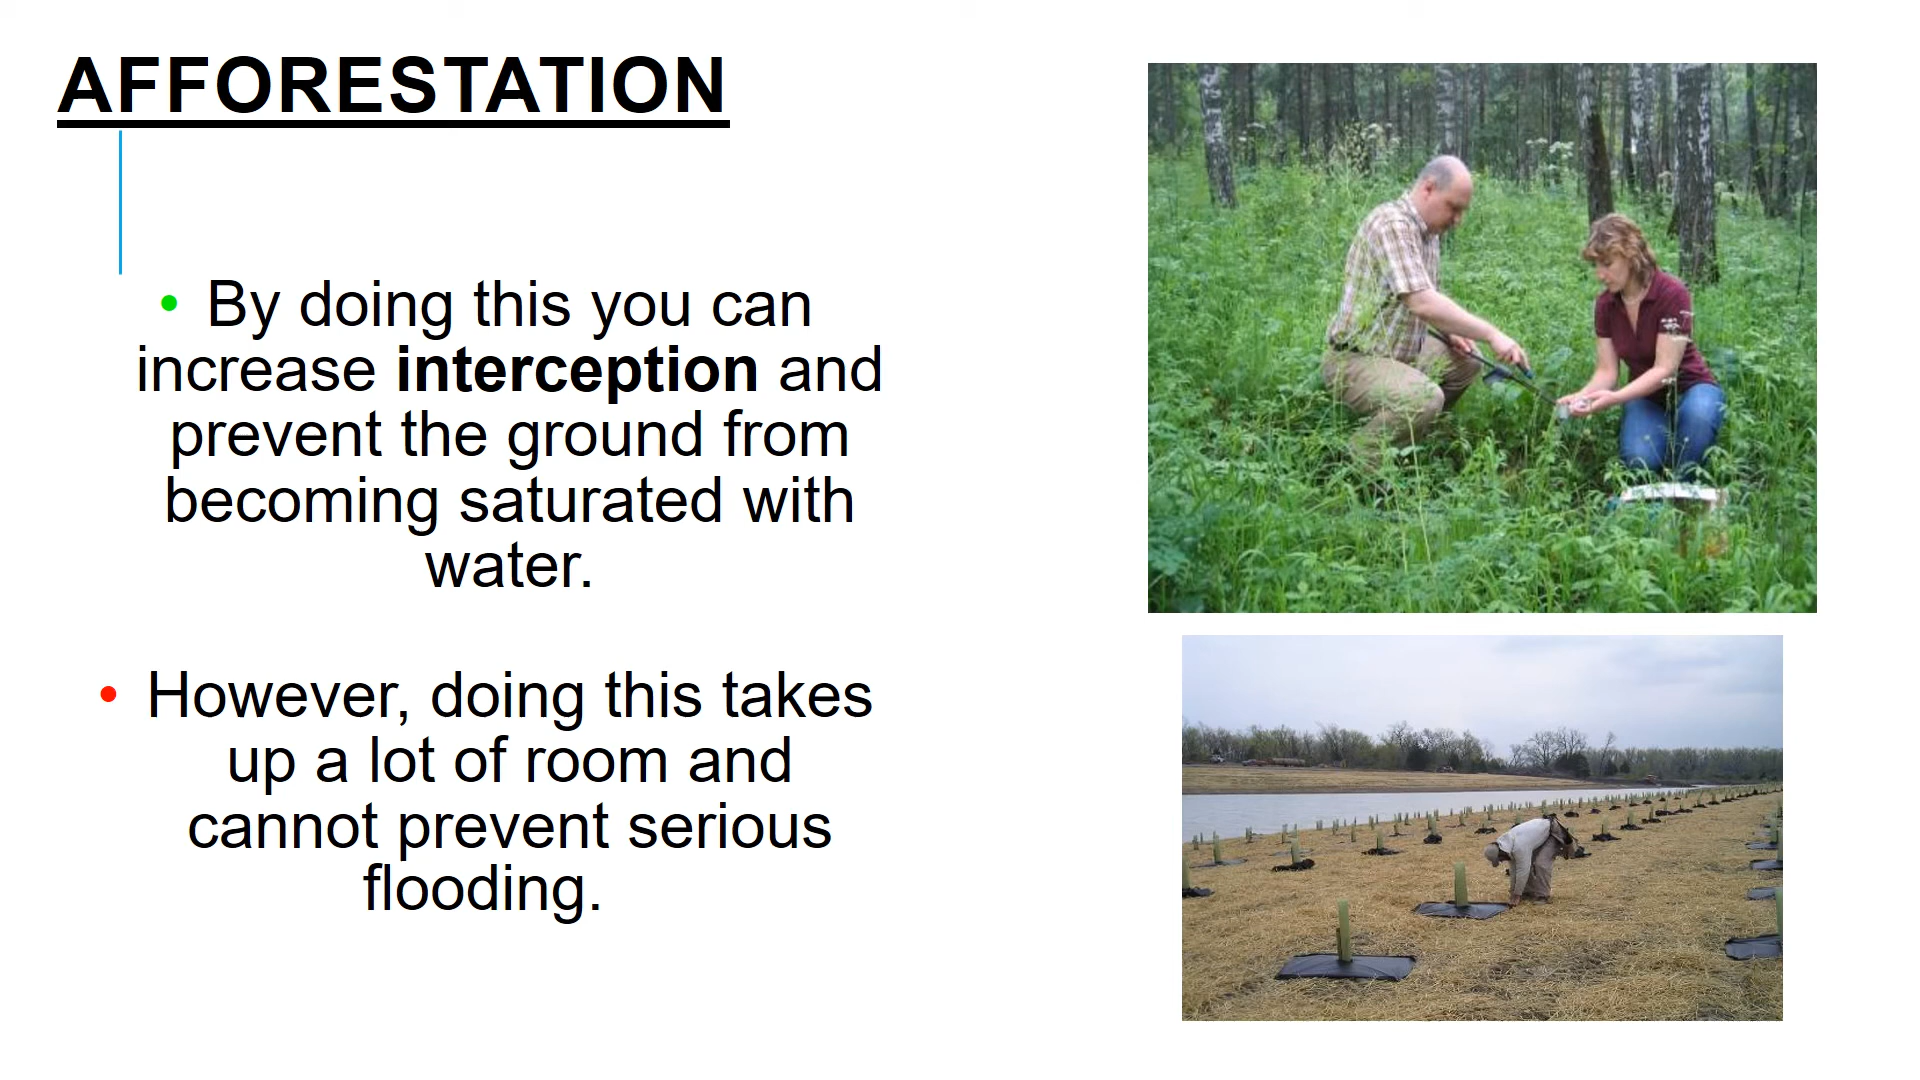 AFFORESTATION
• By doing this you can
increase interception and
prevent the ground from
becoming saturated with
water.
• However, doing this takes
up a lot of room and
cannot prevent serious
flooding.